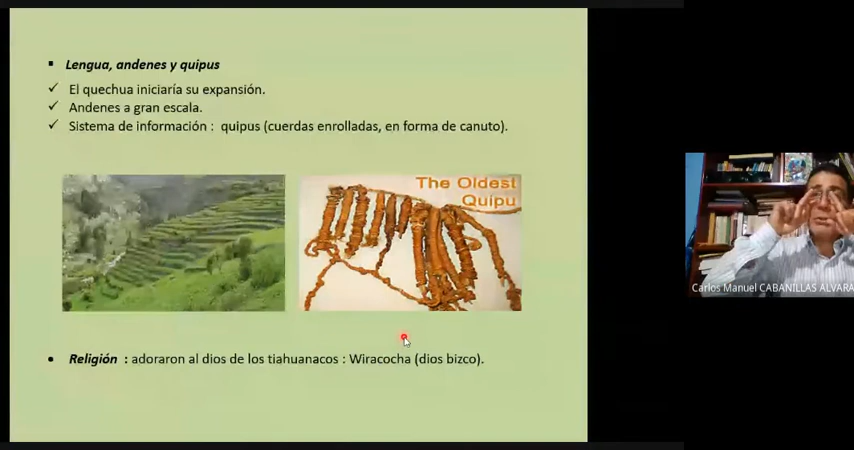 Lengua, andenes y quipus
El quechua iniciaría su expansión.
Andenes a gran escala.
Sistema de información : quipus (cuerdas enrolladas, en forma de canuto).
The Oldest
Quipu
Carlos Manuel CABANILLAS ALVARA
Religión : adoraron al dios de los tiahuanacos : Wiracocha (dios bizco).